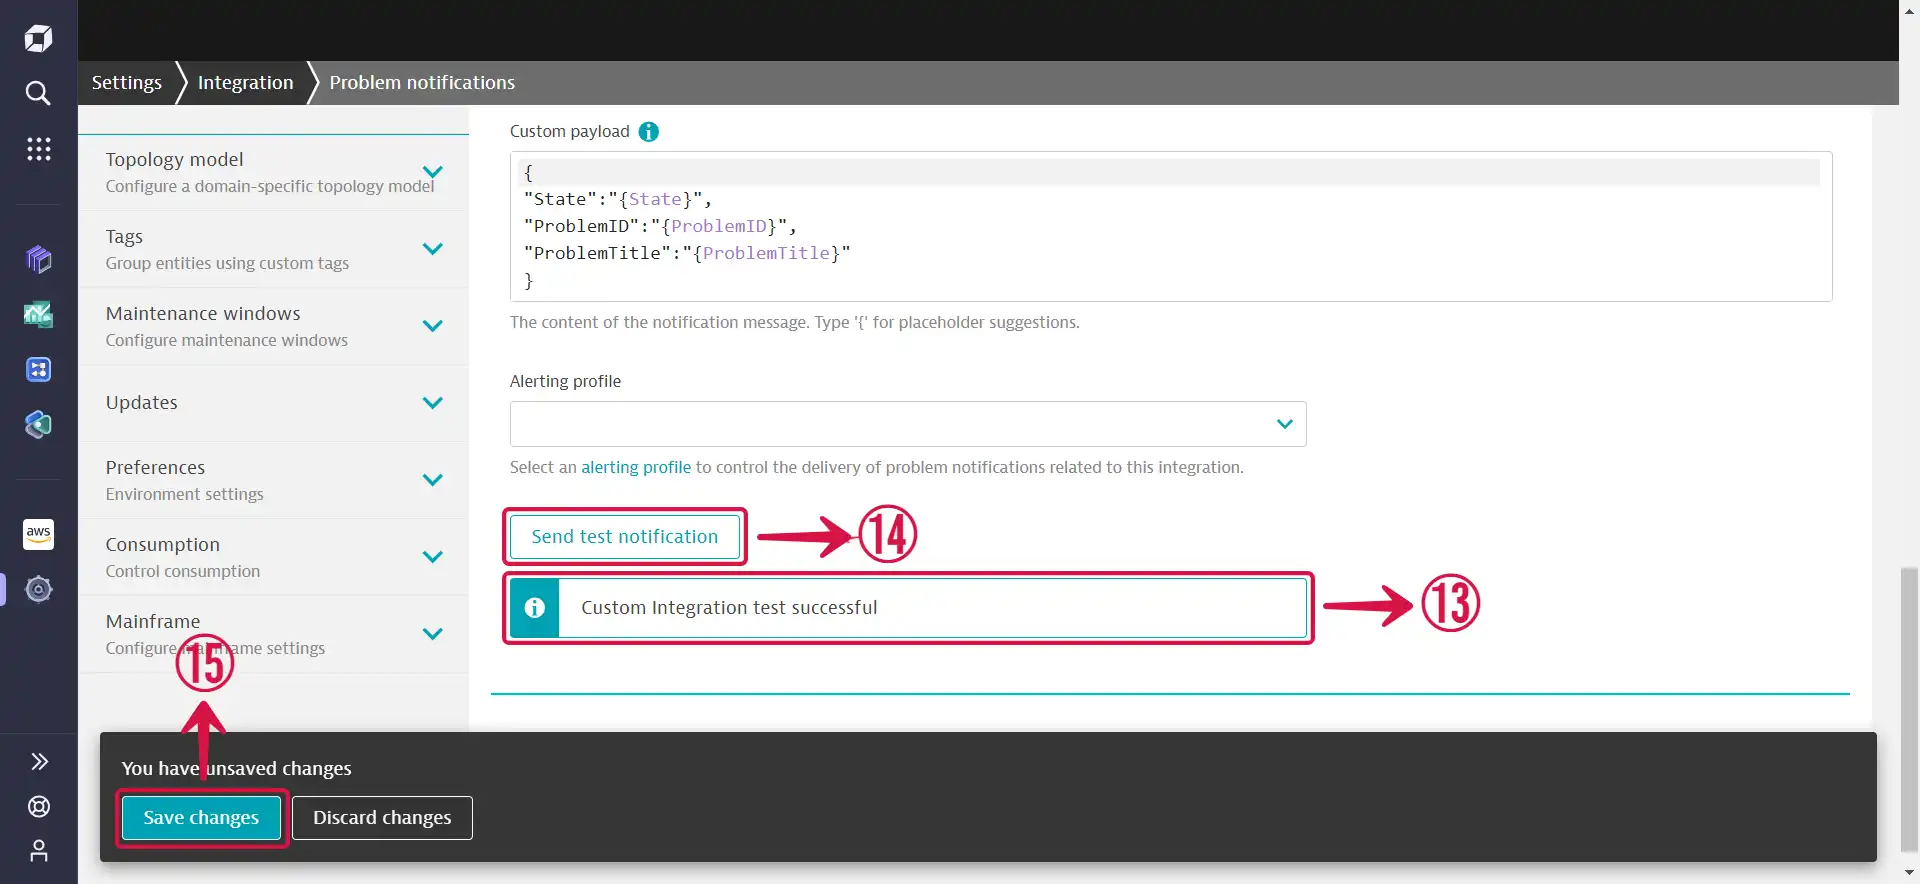 Settings
Integration
Problem notifications
Topology model
Configure a domain-specific topology model
Tags
Group entities using custom tags
Maintenance windows
Configure maintenance windows
Updates
Preferences
Environment settings
Consumption
Control consumption
Mainframe
Configure mainframe settings
aws
Custom payload
{
"State":"{State}",
"ProblemID":"{ProblemID}",
"ProblemTitle":"{ProblemTitle}"
}
The content of the notification message. Type '{' for placeholder suggestions.
Alerting profile
Select an alerting profile to control the delivery of problem notifications related to this integration.
Send test notification
14
Custom Integration test successful
13
15
You have unsaved changes
Save changes
Discard changes